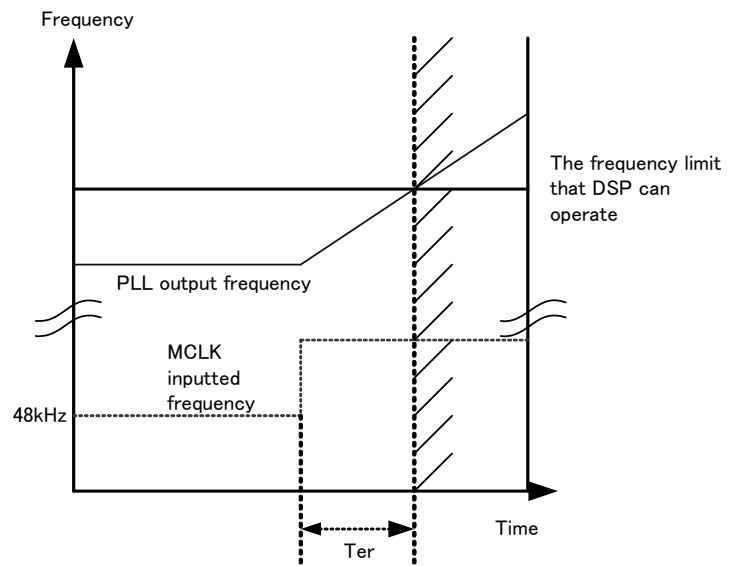 Frequency
The frequency limit
that DSP can
operate
PLL output frequency
MCLK
inputted
frequency
48kHz
Time
Ter